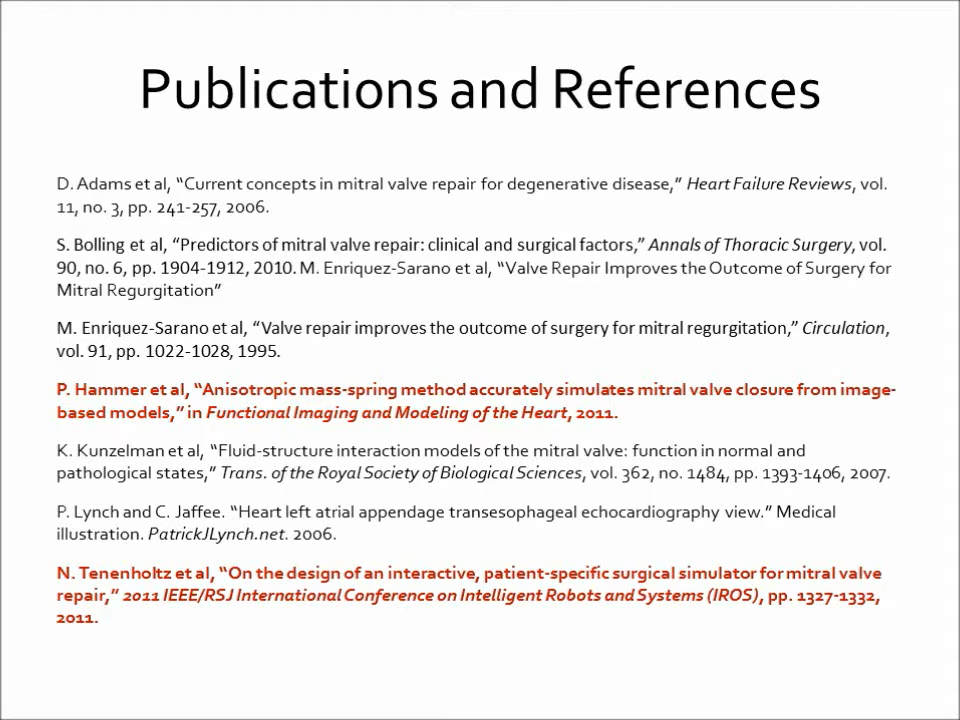 Publications and References
D. Adams et al, “Current concepts in mitral valve repair for degenerative disease,” Heart Failure Reviews, vol.
11, no. 3, pp. 241-257, 2006.
S. Bolling et al, “Predictors of mitral valve repair: clinical and surgical factors,” Annals of Thoracic Surgery, vol.
90, no. 6, pp. 1904-1912, 2010. M. Enriquez-Sarano et al, “Valve Repair Improves the Outcome of Surgery for
Mitral Regurgitation”
M. Enriquez-Sarano et al, “Valve repair improves the outcome of surgery for mitral regurgitation,” Circulation,
vol. 91, pp. 1022-1028, 1995.
P. Hammer et al, “Anisotropic mass-spring method accurately simulates mitral valve closure from image-
based models,” in Functional Imaging and Modeling of the Heart, 2011.
K. Kunzelman et al, “Fluid-structure interaction models of the mitral valve: function in normal and
pathological states,” Trans. of the Royal Society of Biological Sciences, vol. 362, no. 1484, pp. 1393-1406, 2007.
P. Lynch and C. Jaffee. “Heart left atrial appendage transesophageal echocardiography view.” Medical
illustration. PatrickJLynch.net. 2006.
N. Tenenholtz et al, “On the design of an interactive, patient-specific surgical simulator for mitral valve
repair,” 2011 IEEE/RSJ International Conference on Intelligent Robots and Systems (IROS), pp. 1327-1332,
2011.